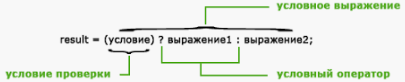 условное выражение
result = (условие) ? выражение1 : выражение2;
условие проверки
условный оператор